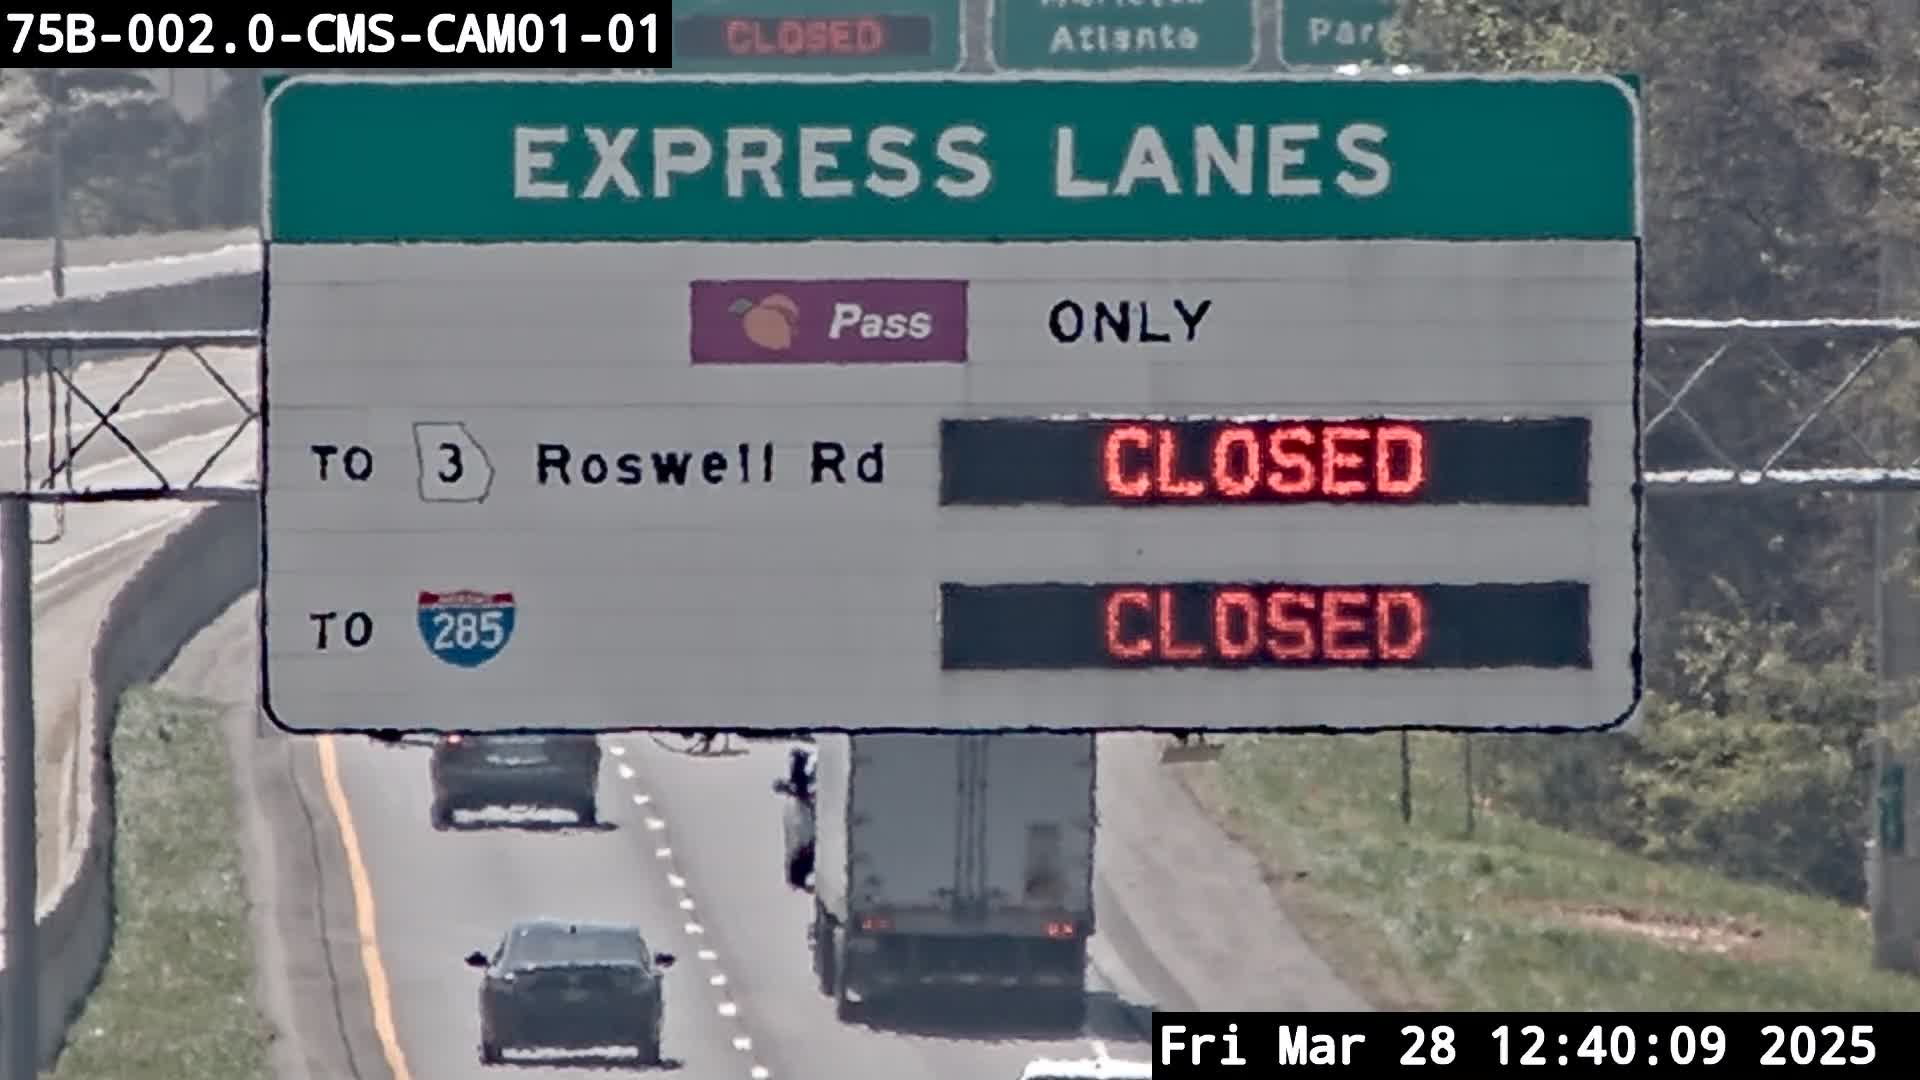 75B-002.0-CMS-CAM01-01
CLOSED
Atlanta
EXPRESS LANES
Pass ONLY
TO 3 Roswell Rd CLOSED
TO 285 CLOSED
Fri Mar 28 12:40:09 2025